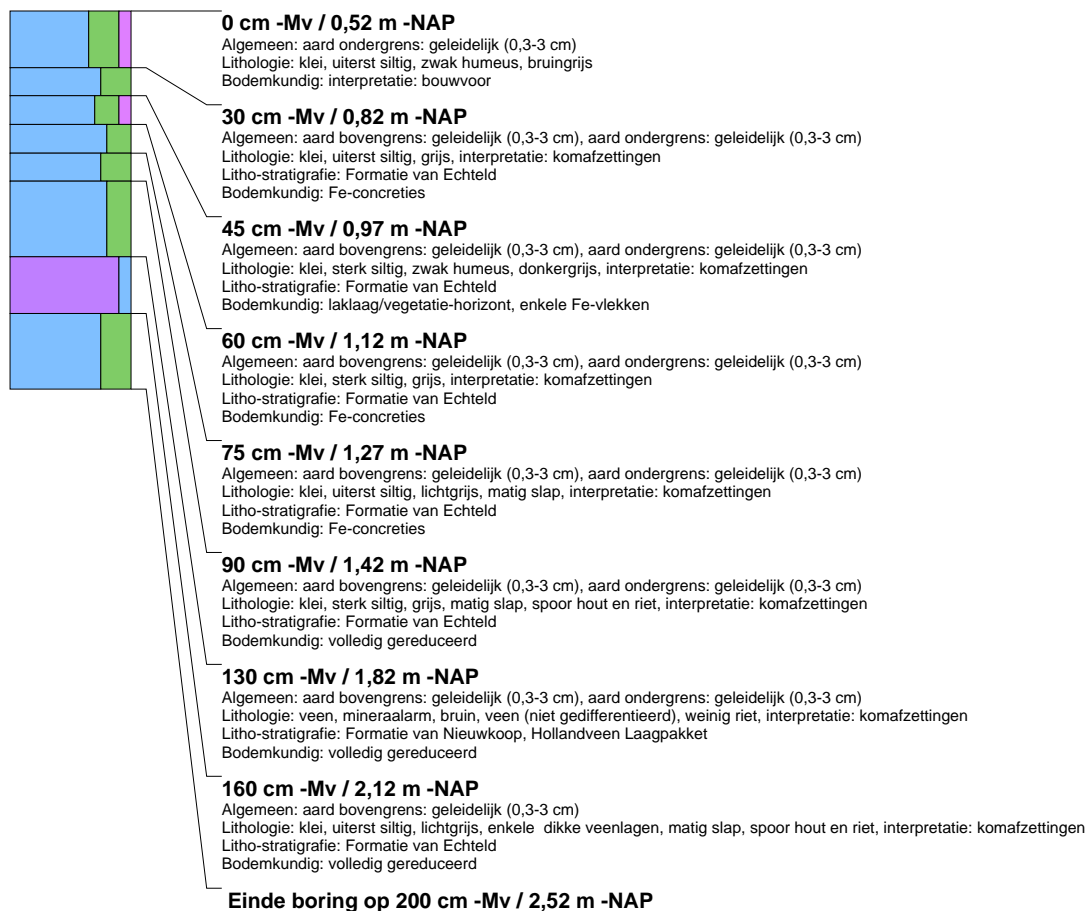 0 cm -Mv / 0,52 m -NAP
Algemeen: aard ondergrens: geleidelijk (0,3-3 cm)
Lithologie: klei, uiterst siltig, zwak humeus, bruingrijs
Bodemkundig: interpretatie: bouwvoor
30 cm -Mv / 0,82 m -NAP
Algemeen: aard bovengrens: geleidelijk (0,3-3 cm), aard ondergrens: geleidelijk (0,3-3 cm)
Lithologie: klei, uiterst siltig, grijs, interpretatie: komafzettingen
Litho-stratigrafie: Formatie van Echteld
Bodemkundig: Fe-concreties
45 cm -Mv / 0,97 m -NAP
Algemeen: aard bovengrens: geleidelijk (0,3-3 cm), aard ondergrens: geleidelijk (0,3-3 cm)
Lithologie: klei, sterk siltig, zwak humeus, donkergrijs, interpretatie: komafzettingen
Litho-stratigrafie: Formatie van Echteld
Bodemkundig: laklaag/vegetatie-horizont, enkele Fe-vlekken
60 cm -Mv / 1,12 m -NAP
Algemeen: aard bovengrens: geleidelijk (0,3-3 cm), aard ondergrens: geleidelijk (0,3-3 cm)
Lithologie: klei, sterk siltig, grijs, interpretatie: komafzettingen
Litho-stratigrafie: Formatie van Echteld
Bodemkundig: Fe-concreties
75 cm -Mv / 1,27 m -NAP
Algemeen: aard bovengrens: geleidelijk (0,3-3 cm), aard ondergrens: geleidelijk (0,3-3 cm)
Lithologie: klei, uiterst siltig, lichtgrijs, matig slap, interpretatie: komafzettingen
Litho-stratigrafie: Formatie van Echteld
Bodemkundig: Fe-concreties
90 cm -Mv / 1,42 m -NAP
Algemeen: aard bovengrens: geleidelijk (0,3-3 cm), aard ondergrens: geleidelijk (0,3-3 cm)
Lithologie: klei, sterk siltig, grijs, matig slap, spoor hout en riet, interpretatie: komafzettingen
Litho-stratigrafie: Formatie van Echteld
Bodemkundig: volledig gereduceerd
130 cm -Mv / 1,82 m -NAP
Algemeen: aard bovengrens: geleidelijk (0,3-3 cm), aard ondergrens: geleidelijk (0,3-3 cm)
Lithologie: veen, mineraalarm, bruin, veen (niet gedifferentieerd), weinig riet, interpretatie: komafzettingen
Litho-stratigrafie: Formatie van Nieuwkoop, Hollandveen Laagpakket
Bodemkundig: volledig gereduceerd
160 cm -Mv / 2,12 m -NAP
Algemeen: aard bovengrens: geleidelijk (0,3-3 cm)
Lithologie: klei, uiterst siltig, lichtgrijs, enkele  dikke veenlagen, matig slap, spoor hout en riet, interpretatie: komafzettingen
Litho-stratigrafie: Formatie van Echteld
Bodemkundig: volledig gereduceerd
Einde boring op 200 cm -Mv / 2,52 m -NAP